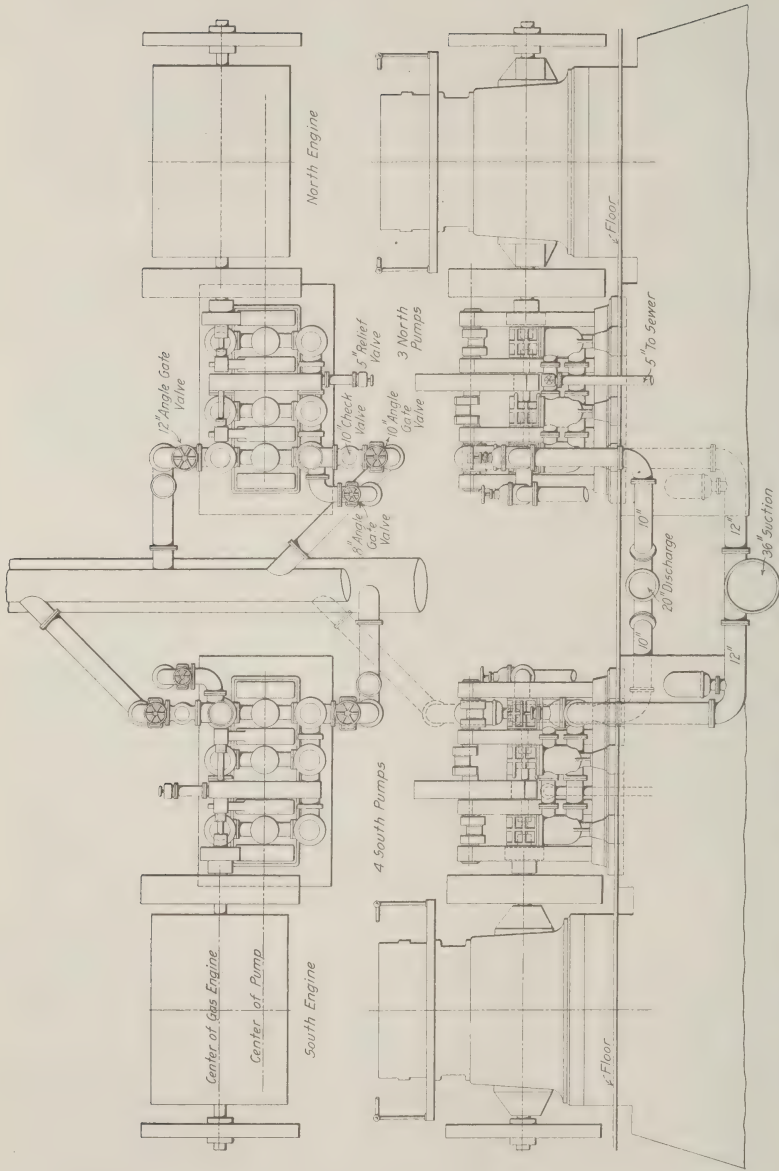 North Engine
12" Angle Gate
Valve
5" Relief
Valve
10" Check
Valve
10" Angle
Gate
Valve
8" Angle
Gate
Valve
Center of Gas Engine
Center of Pump
South Engine
4 South Pumps
3 North
Pumps
Floor
5" To Sewer
10"
20" Discharge
10"
12"
36" Suction
12"
Floor